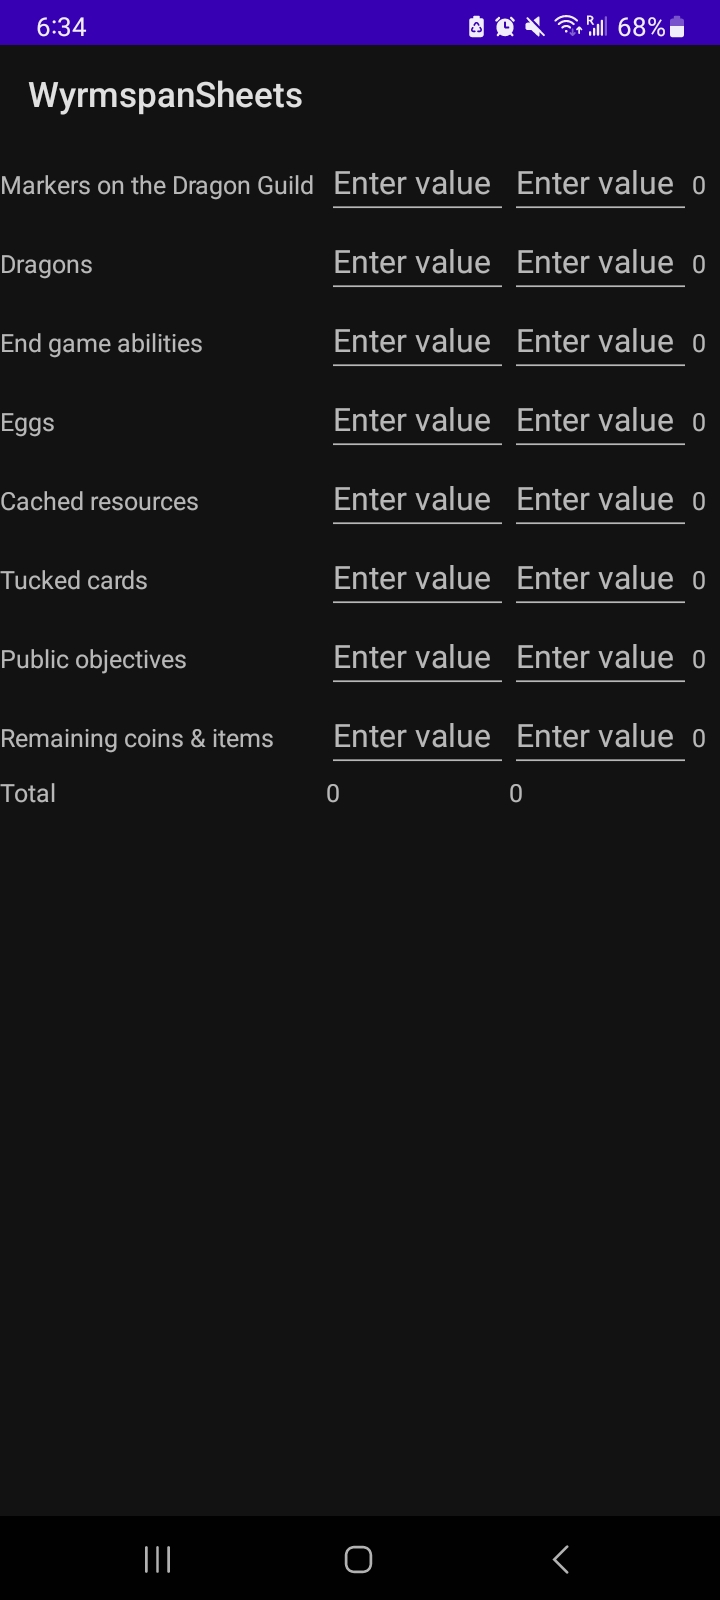 6:34 R 68%
WyrmspanSheets
Markers on the Dragon Guild Enter value Enter value 0
Dragons Enter value Enter value 0
End game abilities Enter value Enter value 0
Eggs Enter value Enter value 0
Cached resources Enter value Enter value 0
Tucked cards Enter value Enter value 0
Public objectives Enter value Enter value 0
Remaining coins & items Enter value Enter value 0
Total 0 0